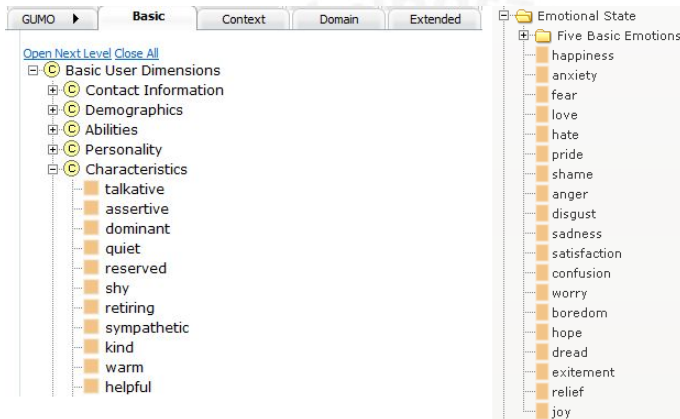 GUMO Basic Context Domain Extended
Open Next Level Close All
Basic User Dimensions
Contact Information
Demographics
Abilities
Personality
Characteristics
talkative
assertive
dominant
quiet
reserved
shy
retiring
sympathetic
kind
warm
helpful
Emotional State
Five Basic Emotions
happiness
anxiety
fear
love
hate
pride
shame
anger
disgust
sadness
satisfaction
confusion
worry
boredom
hope
dread
exitement
relief
joy